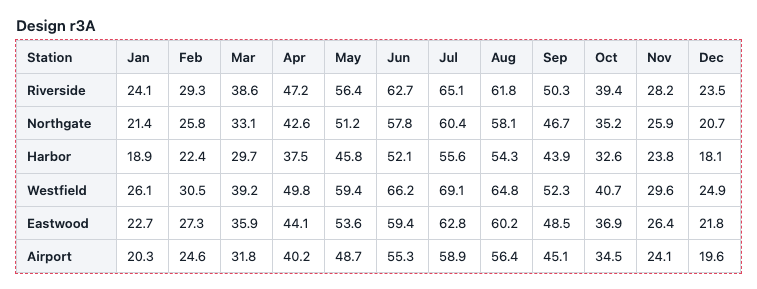 Design r3A
Station Jan Feb Mar Apr May Jun Jul Aug Sep Oct Nov Dec
Riverside 24.1 29.3 38.6 47.2 56.4 62.7 65.1 61.8 50.3 39.4 28.2 23.5
Northgate 21.4 25.8 33.1 42.6 51.2 57.8 60.4 58.1 46.7 35.2 25.9 20.7
Harbor 18.9 22.4 29.7 37.5 45.8 52.1 55.6 54.3 43.9 32.6 23.8 18.1
Westfield 26.1 30.5 39.2 49.8 59.4 66.2 69.1 64.8 52.3 40.7 29.6 24.9
Eastwood 22.7 27.3 35.9 44.1 53.6 59.4 62.8 60.2 48.5 36.9 26.4 21.8
Airport 20.3 24.6 31.8 40.2 48.7 55.3 58.9 56.4 45.1 34.5 24.1 19.6